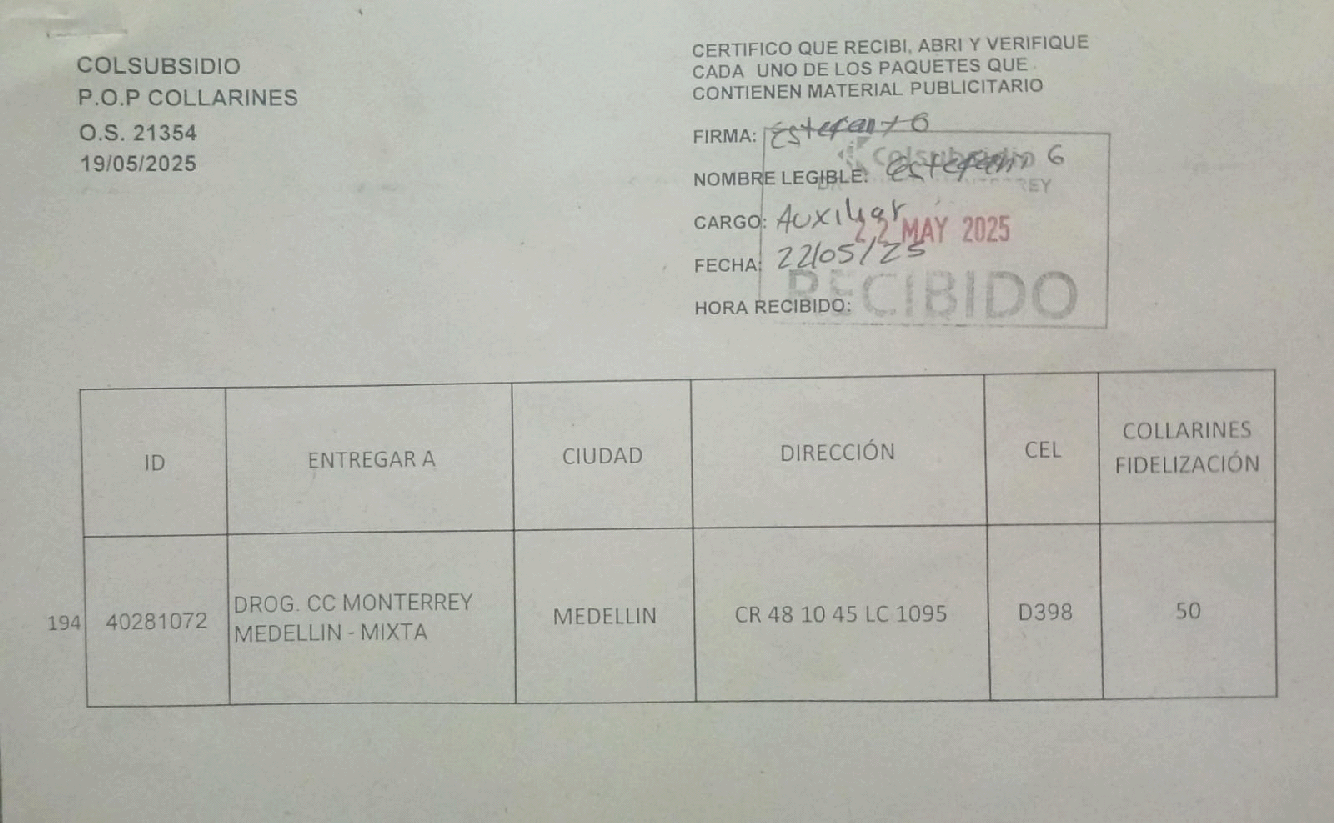 COLSUBSIDIO
P.O.P COLLARINES
O.S. 21354
19/05/2025
CERTIFICO QUE RECIBI, ABRI Y VERIFIQUE
CADA UNO DE LOS PAQUETES QUE
CONTIENEN MATERIAL PUBLICITARIO
FIRMA:
Colsubsidio
NOMBRE LEGIBLE:
CARGO: Auxiliar
22 MAY 2025
FECHA: 22/05/25
RECIBIDO
HORA RECIBIDO:
ID ENTREGAR A CIUDAD DIRECCIÓN CEL COLLARINES
FIDELIZACIÓN
194 40281072 DROG. CC MONTERREY MEDELLIN CR 48 10 45 LC 1095 D398 50
MEDELLIN - MIXTA